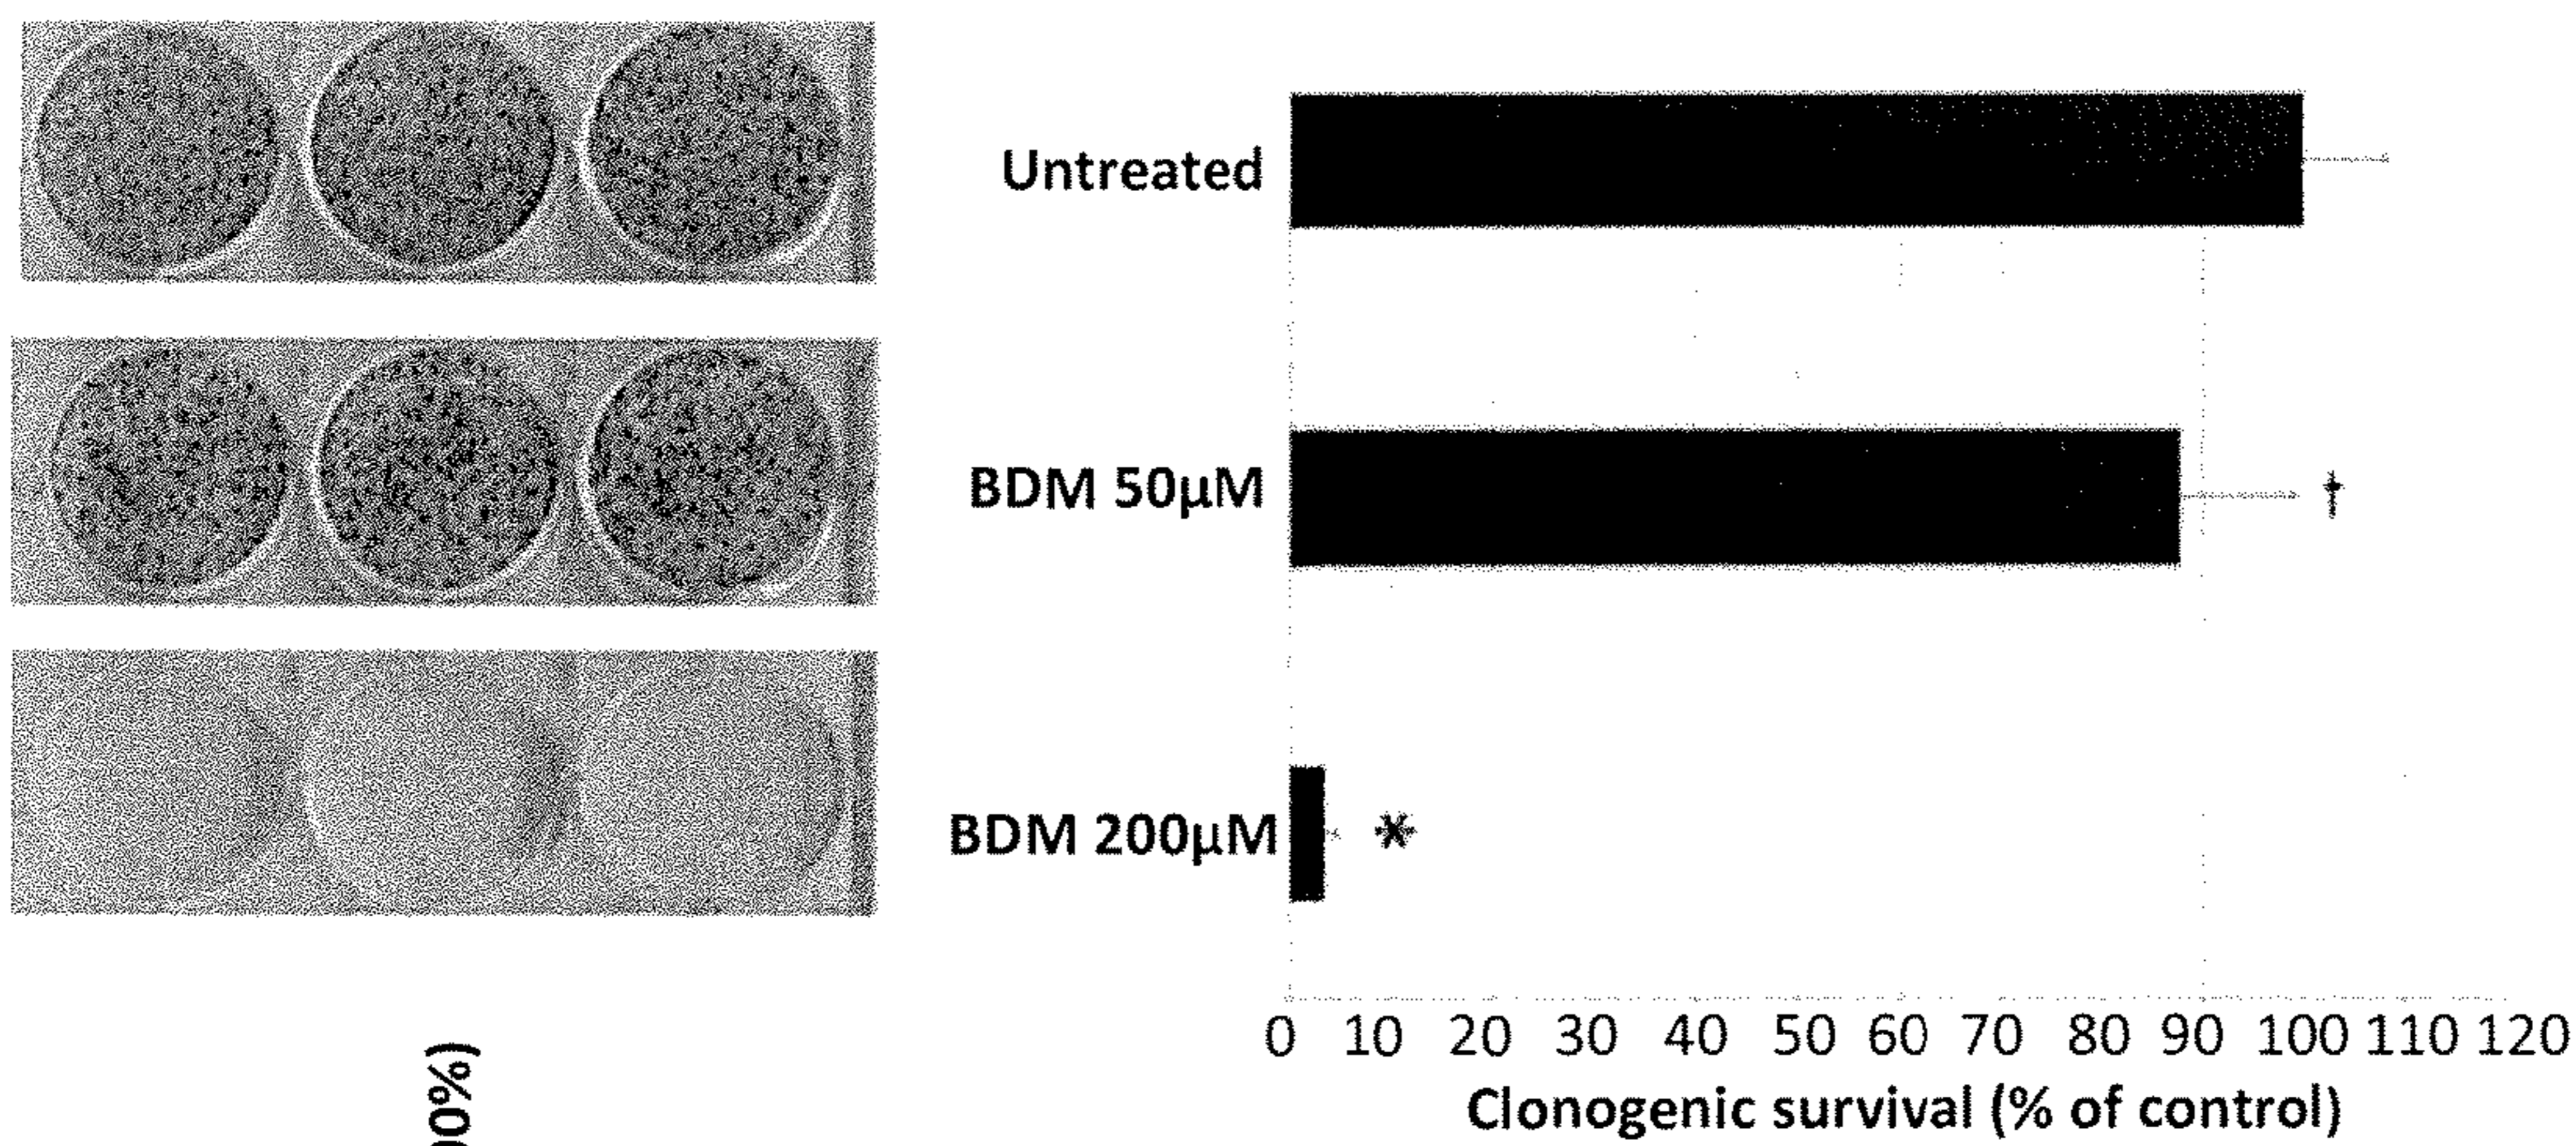 Untreated
BDM 50µM
†
BDM 200µM
*
0 10 20 30 40 50 60 70 80 90 100 110 120
Clonogenic survival (% of control)
00%)